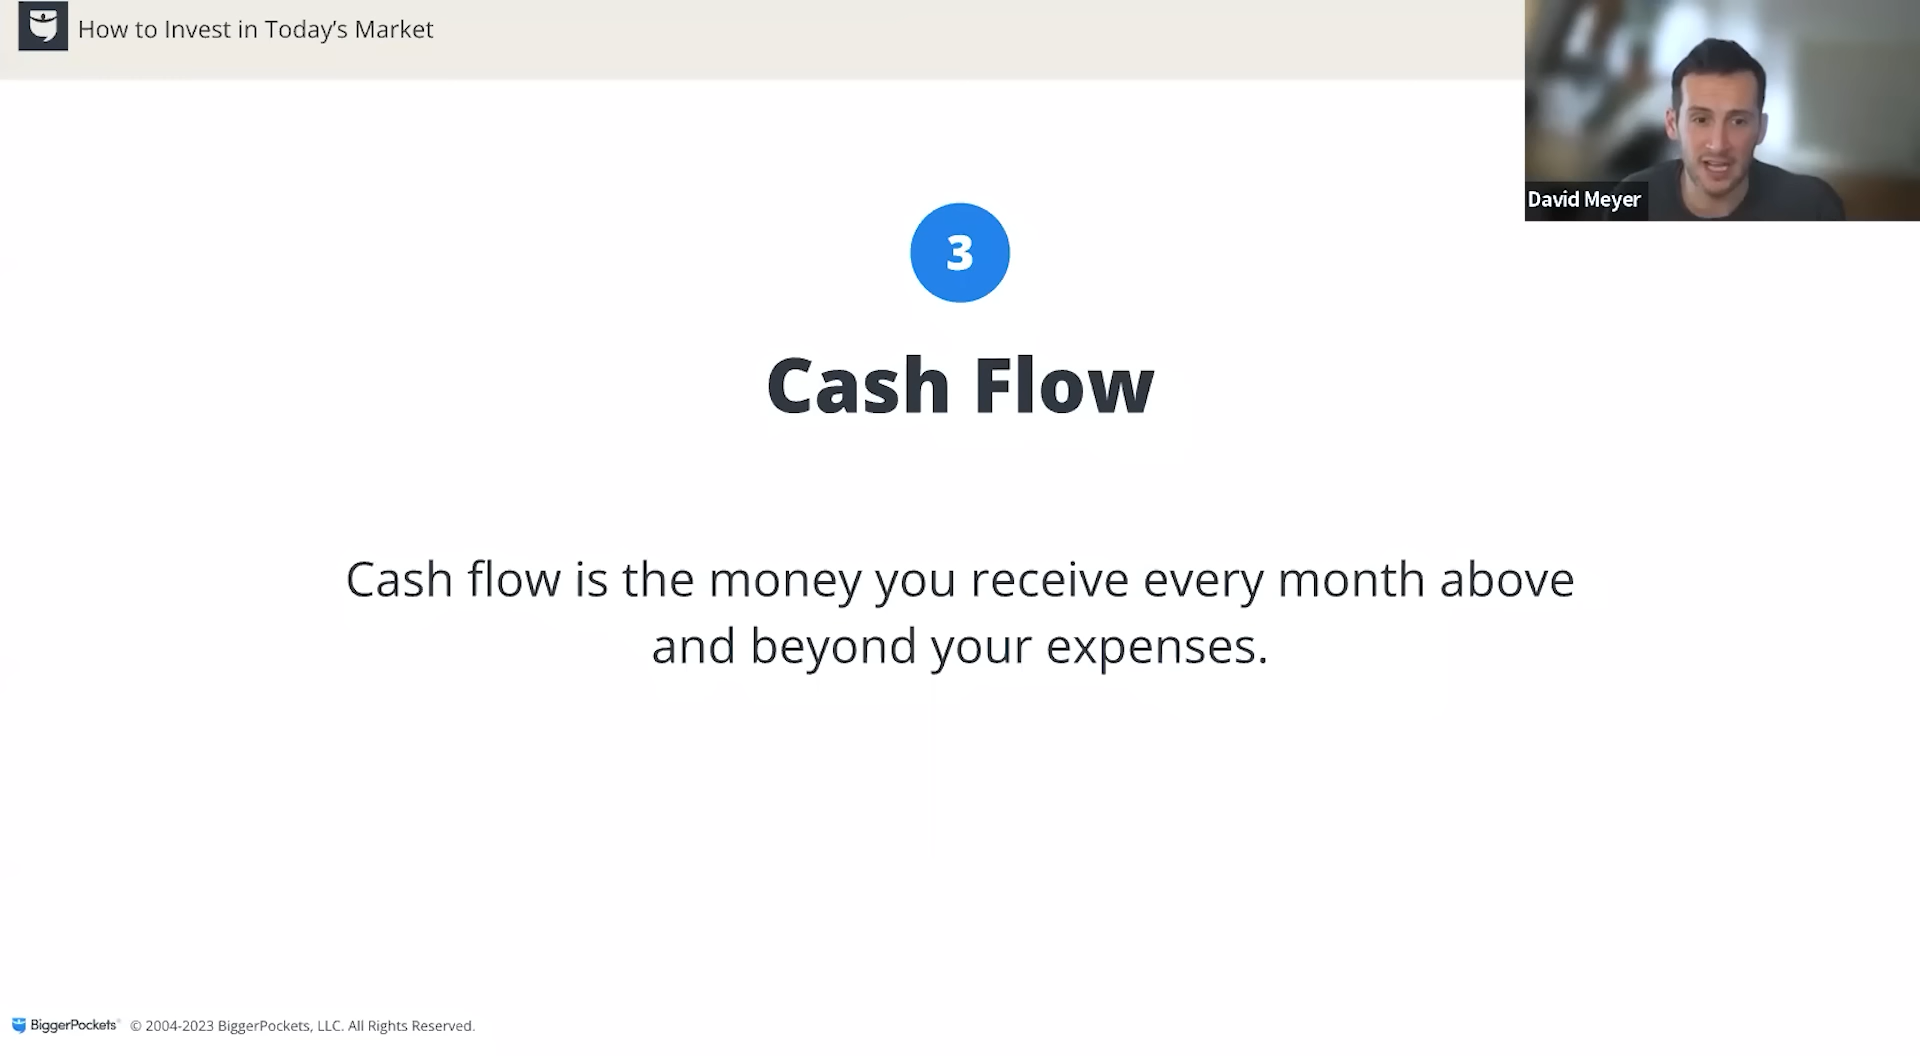 How to Invest in Today's Market
David Meyer
3
Cash Flow
Cash flow is the money you receive every month above
and beyond your expenses.
BiggerPockets © 2004-2023 BiggerPockets, LLC. All Rights Reserved.